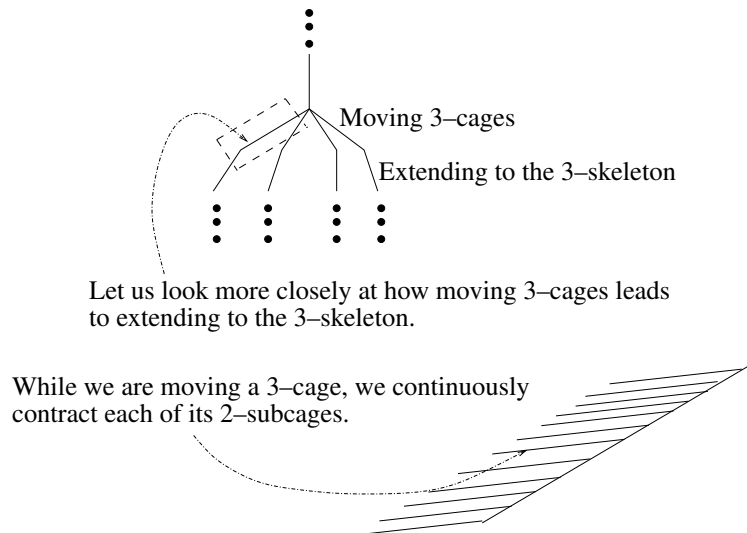 Moving 3–cages
Extending to the 3–skeleton
Let us look more closely at how moving 3–cages leads
to extending to the 3–skeleton.
While we are moving a 3–cage, we continuously
contract each of its 2–subcages.